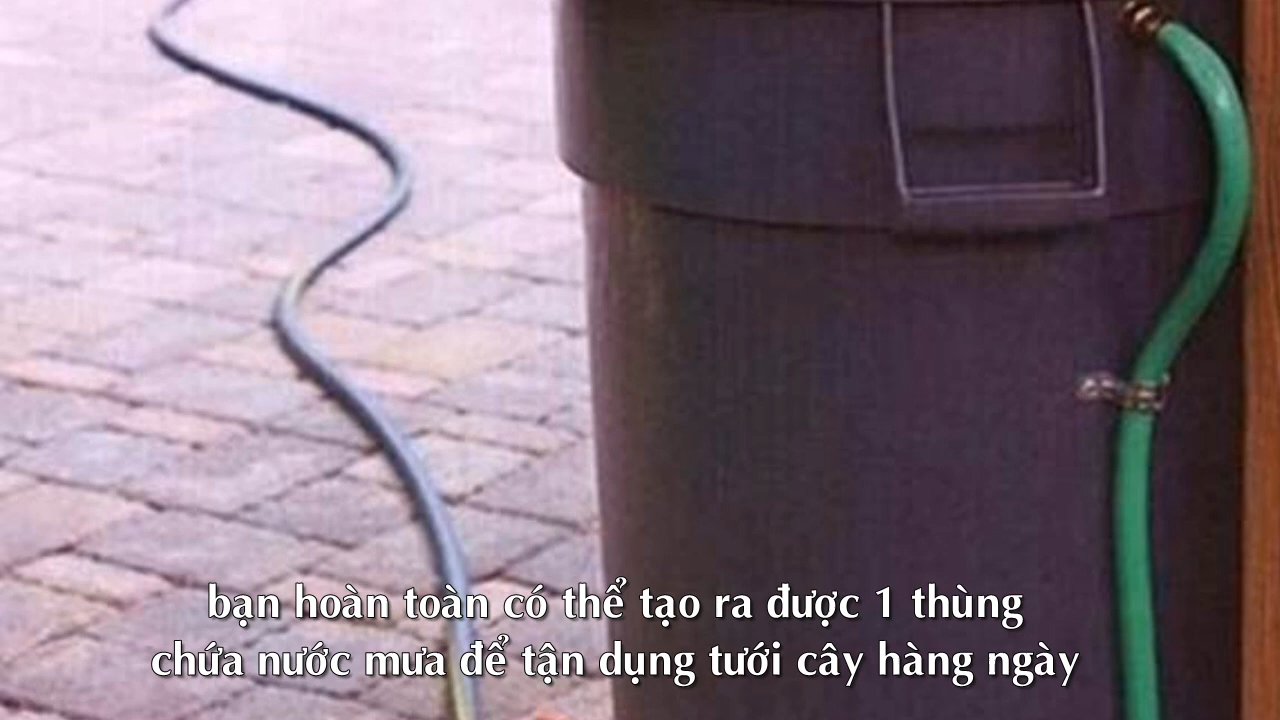 bạn hoàn toàn có thể tạo ra được 1 thùng
chứa nước mưa để tận dụng tưới cây hàng ngày